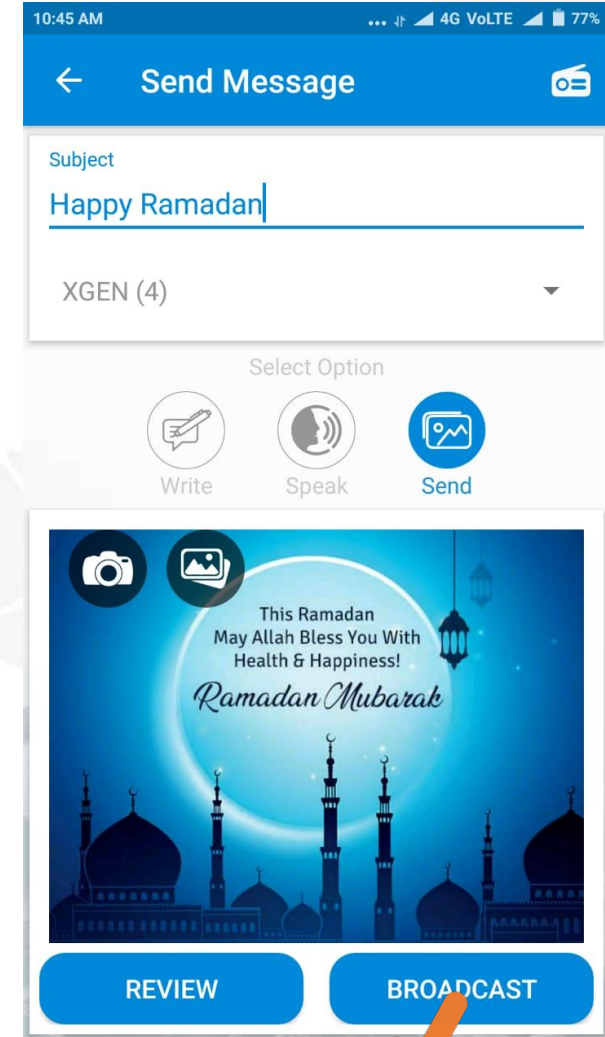 10:45 AM ... 4G VoLTE 77%
Send Message
Subject
Happy Ramadan
XGEN (4)
Select Option
Write Speak Send
This Ramadan
May Allah Bless You With
Health & Happiness!
Ramadan Mubarak
REVIEW BROADCAST